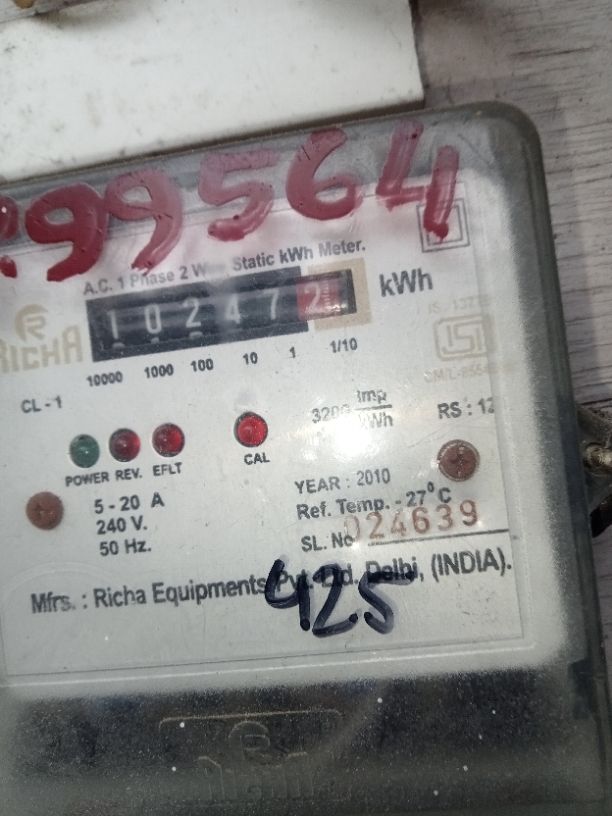 99564
A.C. 1 Phase 2 Static kWh Meter.
RICHA
1 0 2 4 7 2 kWh
10000 1000 100 10 1 1/10
CL - 1
3200 imp/kWh
RS : 12
POWER REV. EFLT CAL
5 - 20 A
240 V.
50 Hz.
YEAR : 2010
Ref. Temp. - 27°C
SL. No 024639
Mfrs. : Richa Equipments Pvt. Ltd. Delhi, (INDIA).
425